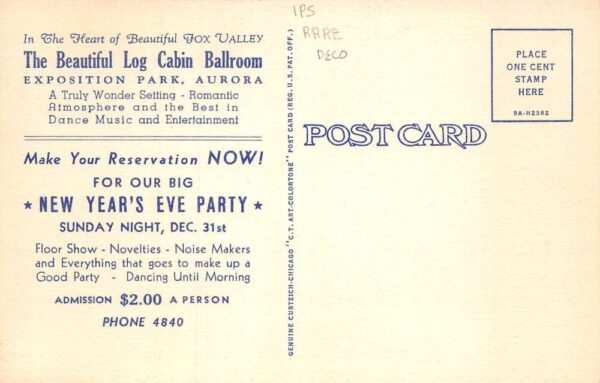 In The Heart of Beautiful FOX VALLEY
The Beautiful Log Cabin Ballroom
EXPOSITION PARK, AURORA
A Truly Wonder Setting - Romantic
Atmosphere and the Best in
Dance Music and Entertainment
Make Your Reservation NOW!
FOR OUR BIG
★ NEW YEAR'S EVE PARTY ★
SUNDAY NIGHT, DEC. 31st
Floor Show - Novelties - Noise Makers
and Everything that goes to make up a
Good Party - Dancing Until Morning
ADMISSION $2.00 A PERSON
PHONE 4840
GENUINE CURTEICH-CHICAGO "C.T. ART-COLORTONE" POST CARD (REG. U.S. PAT. OFF.)
IPS
RARE
DECO
POST CARD
PLACE
ONE CENT
STAMP
HERE
9A-H2382